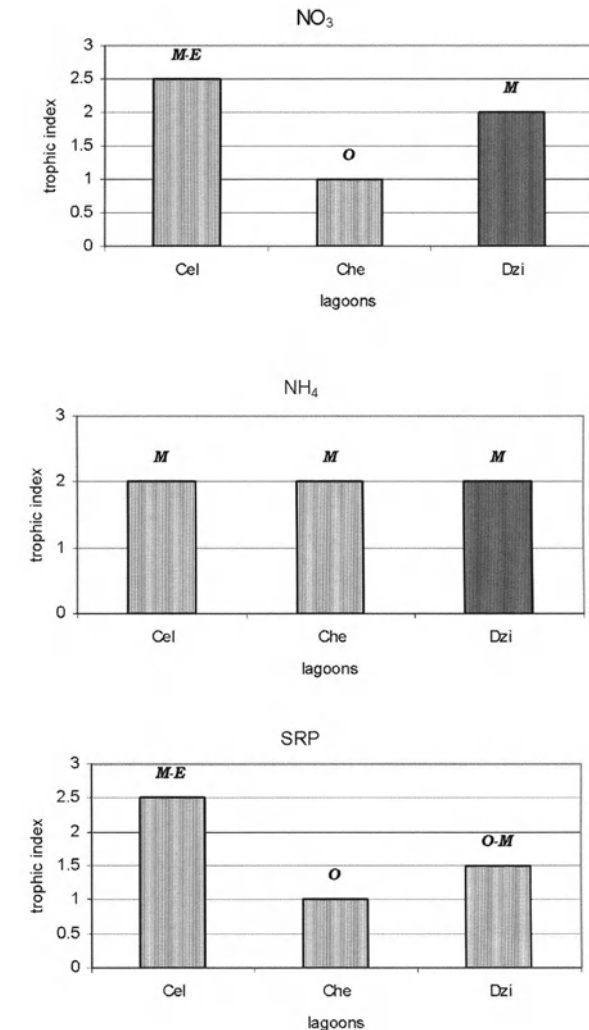 NO₃
trophic index
3
2.5
2
1.5
1
0.5
0
M-E
O
M
Cel Che Dzi
lagoons
NH₄
trophic index
3
2
1
0
M M M
Cel Che Dzi
lagoons
SRP
trophic index
3
2.5
2
1.5
1
0.5
0
M-E
O
O-M
Cel Che Dzi
lagoons